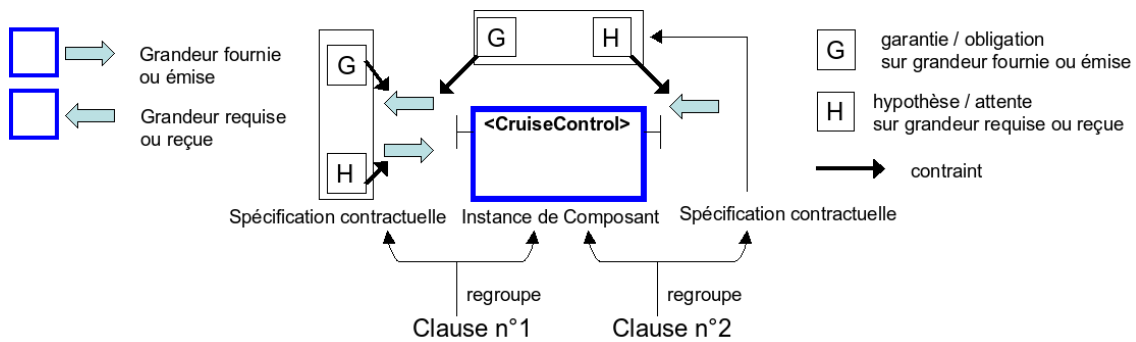 Grandeur fournie
ou émise
Grandeur requise
ou reçue
G
H
G
H
<CruiseControl>
G
garantie / obligation
sur grandeur fournie ou émise
H
hypothèse / attente
sur grandeur requise ou reçue
contraint
Spécification contractuelle
Instance de Composant
Spécification contractuelle
regroupe
regroupe
Clause n°1
Clause n°2